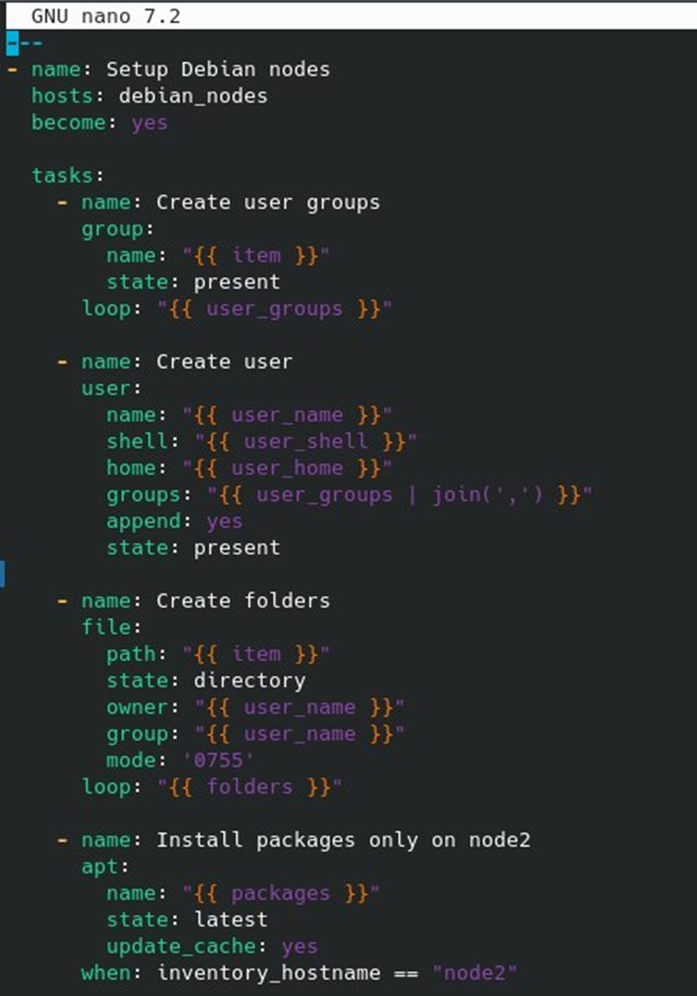 GNU nano 7.2
---
- name: Setup Debian nodes
  hosts: debian_nodes
  become: yes

  tasks:
    - name: Create user groups
      group:
        name: "{{ item }}"
        state: present
      loop: "{{ user_groups }}"

    - name: Create user
      user:
        name: "{{ user_name }}"
        shell: "{{ user_shell }}"
        home: "{{ user_home }}"
        groups: "{{ user_groups | join(',') }}"
        append: yes
        state: present

    - name: Create folders
      file:
        path: "{{ item }}"
        state: directory
        owner: "{{ user_name }}"
        group: "{{ user_name }}"
        mode: '0755'
      loop: "{{ folders }}"

    - name: Install packages only on node2
      apt:
        name: "{{ packages }}"
        state: latest
        update_cache: yes
      when: inventory_hostname == "node2"